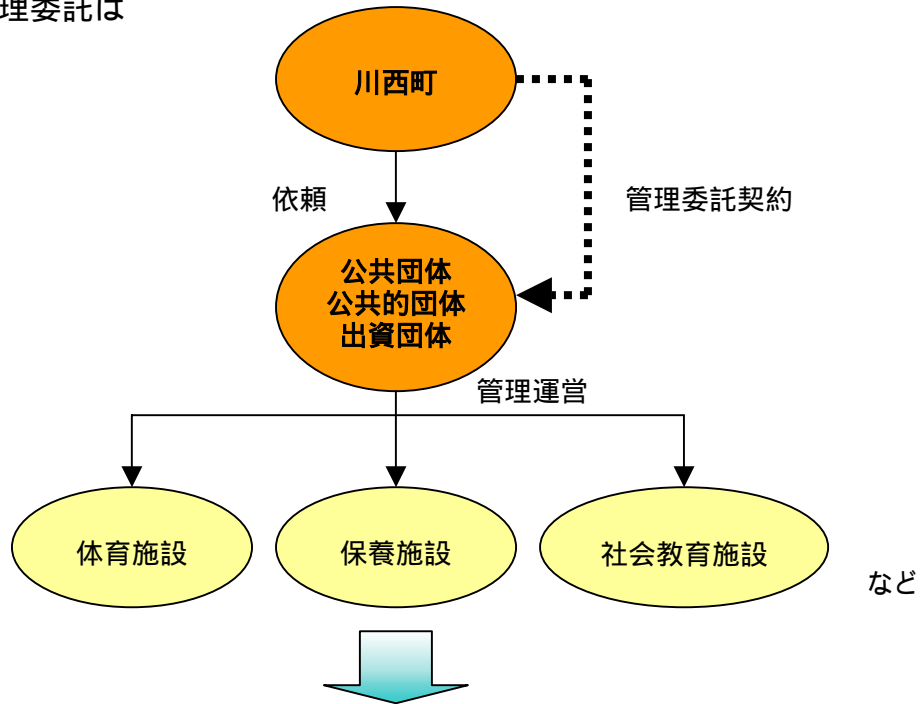 理委託は
川西町
依頼
管理委託契約
公共団体
公共的団体
出資団体
管理運営
体育施設
保養施設
社会教育施設
など